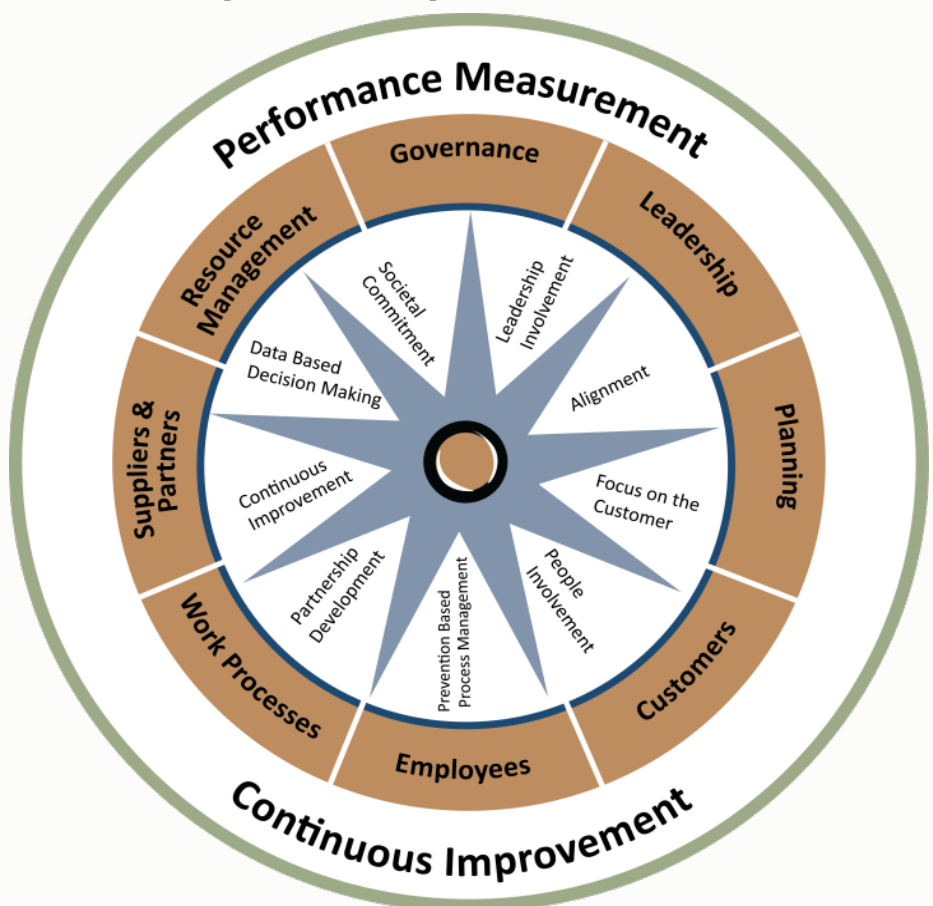 Performance Measurement
Governance
Leadership
Planning
Customers
Employees
Work Processes
Suppliers &
Partners
Resource
Management
Leadership
Involvement
Alignment
Focus on the
Customer
People
Involvement
Prevention Based
Process Management
Partnership
Development
Continuous
Improvement
Data Based
Decision Making
Societal
Commitment
Continuous Improvement